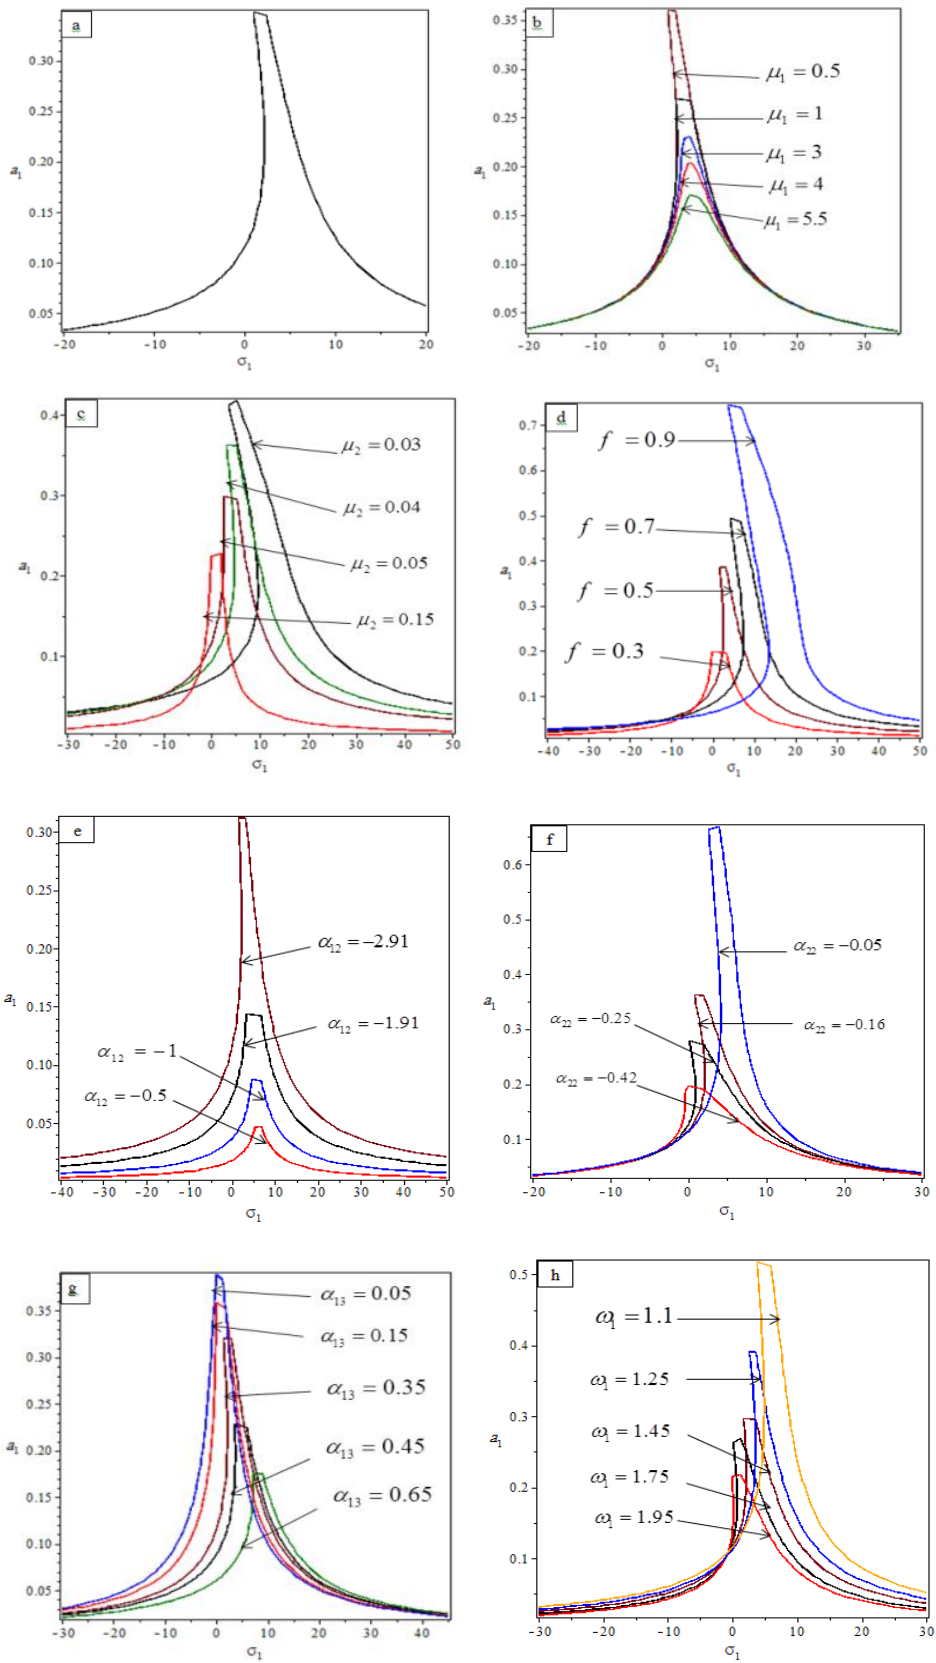 a
0.30
0.25
a₁ 0.20
0.15
0.10
0.05
-20 -10 0 10 20
σ₁
b
0.35
0.30
0.25
0.20
a₁
0.15
0.10
0.05
μ₁ = 0.5
μ₁ = 1
μ₁ = 3
μ₁ = 4
μ₁ = 5.5
-20 -10 0 10 20 30
σ₁
c
0.4
0.3
a₁ 0.2
0.1
μ₂ = 0.03
μ₂ = 0.04
μ₂ = 0.05
μ₂ = 0.15
-30 -20 -10 0 10 20 30 40 50
σ₁
d
0.7
0.6
0.5
0.4
a₁
0.3
0.2
0.1
f = 0.9
f = 0.7
f = 0.5
f = 0.3
-40 -30 -20 -10 0 10 20 30 40 50
σ₁
e
0.30
0.25
0.20
a₁
0.15
0.10
0.05
α₁₂ = −2.91
α₁₂ = −1.91
α₁₂ = −1
α₁₂ = −0.5
-40 -30 -20 -10 0 10 20 30 40 50
σ₁
f
0.6
0.5
0.4
a₁
0.3
0.2
0.1
α₂₂ = −0.05
α₂₂ = −0.25
α₂₂ = −0.16
α₂₂ = −0.42
-20 -10 0 10 20 30
σ₁
g
0.35
0.30
0.25
a₁
0.20
0.15
0.10
0.05
α₁₃ = 0.05
α₁₃ = 0.15
α₁₃ = 0.35
α₁₃ = 0.45
α₁₃ = 0.65
-30 -20 -10 0 10 20 30 40
σ₁
h
0.5
0.4
0.3
a₁
0.2
0.1
ω₁ = 1.1
ω₁ = 1.25
ω₁ = 1.45
ω₁ = 1.75
ω₁ = 1.95
-30 -20 -10 0 10 20 30
σ₁